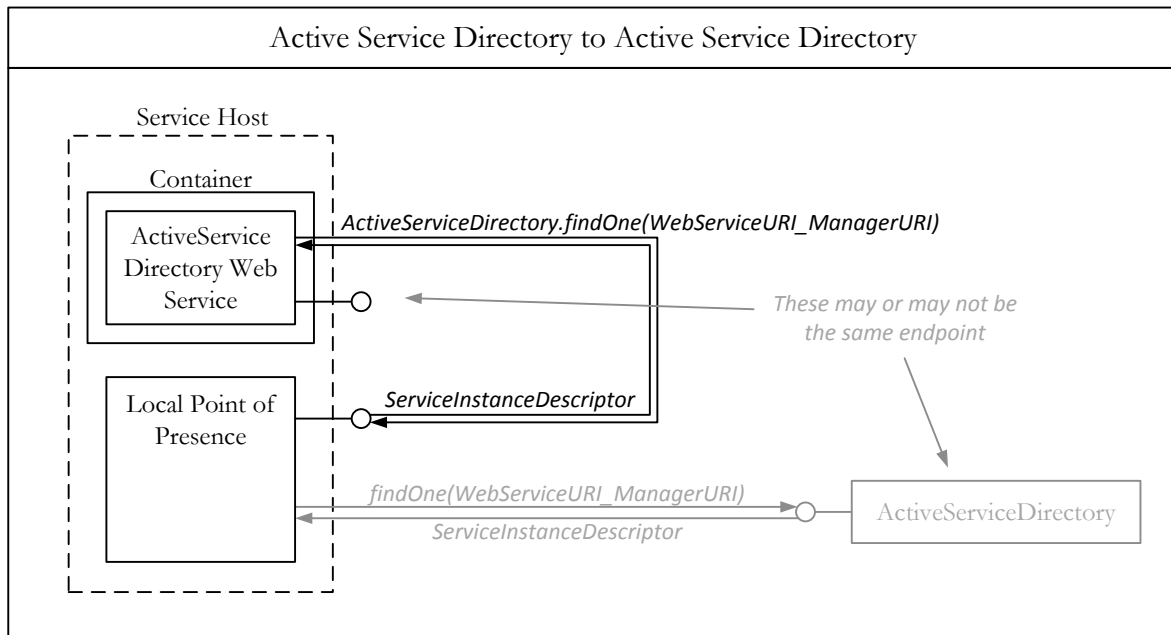 Active Service Directory to Active Service Directory
Service Host
Container
ActiveService
Directory Web
Service
ActiveServiceDirectory.findOne(WebServiceURI_ManagerURI)
These may or may not be
the same endpoint
Local Point of
Presence
ServiceInstanceDescriptor
findOne(WebServiceURI_ManagerURI)
ServiceInstanceDescriptor
ActiveServiceDirectory